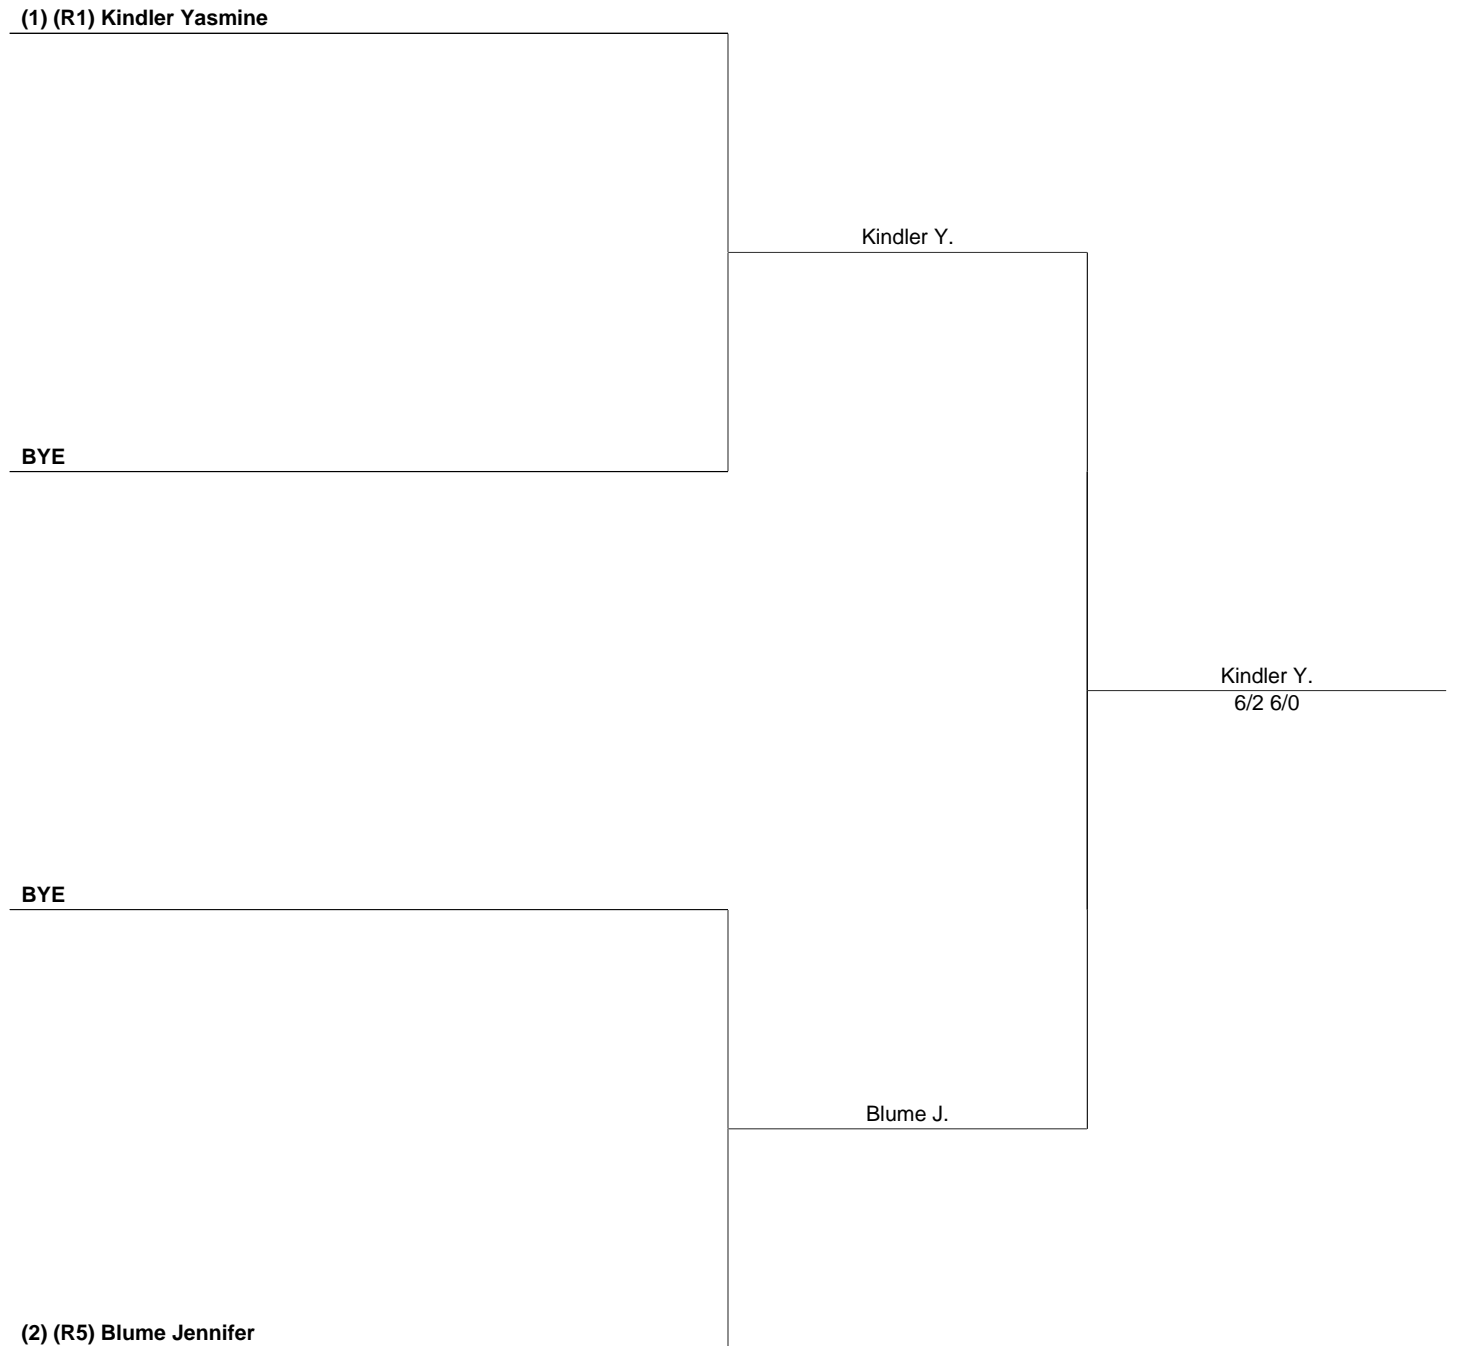 (1) (R1) Kindler Yasmine
Kindler Y.
BYE
Kindler Y.
6/2 6/0
BYE
Blume J.
(2) (R5) Blume Jennifer